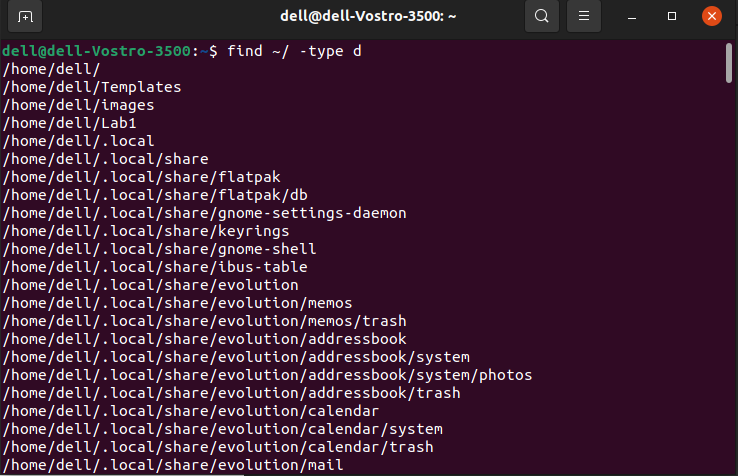 dell@dell-Vostro-3500: ~
dell@dell-Vostro-3500:~$ find ~/ -type d
/home/dell/
/home/dell/Templates
/home/dell/images
/home/dell/Lab1
/home/dell/.local
/home/dell/.local/share
/home/dell/.local/share/flatpak
/home/dell/.local/share/flatpak/db
/home/dell/.local/share/gnome-settings-daemon
/home/dell/.local/share/keyrings
/home/dell/.local/share/gnome-shell
/home/dell/.local/share/ibus-table
/home/dell/.local/share/evolution
/home/dell/.local/share/evolution/memos
/home/dell/.local/share/evolution/memos/trash
/home/dell/.local/share/evolution/addressbook
/home/dell/.local/share/evolution/addressbook/system
/home/dell/.local/share/evolution/addressbook/system/photos
/home/dell/.local/share/evolution/addressbook/trash
/home/dell/.local/share/evolution/calendar
/home/dell/.local/share/evolution/calendar/system
/home/dell/.local/share/evolution/calendar/trash
/home/dell/.local/share/evolution/mail